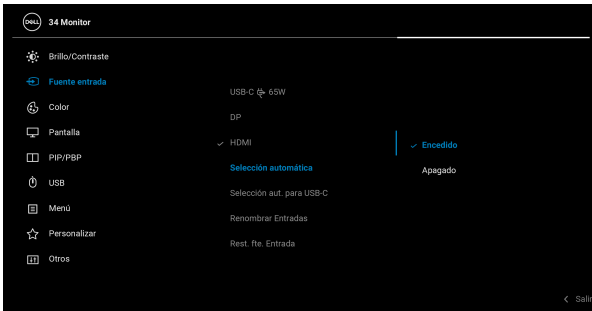 DELL 34 Monitor
Brillo/Contraste
Fuente entrada
Color
Pantalla
PIP/PBP
USB
Menú
Personalizar
Otros
USB-C 65W
DP
HDMI
Selección automática
Selección aut. para USB-C
Renombrar Entradas
Rest. fte. Entrada
Encedido
Apagado
Salir